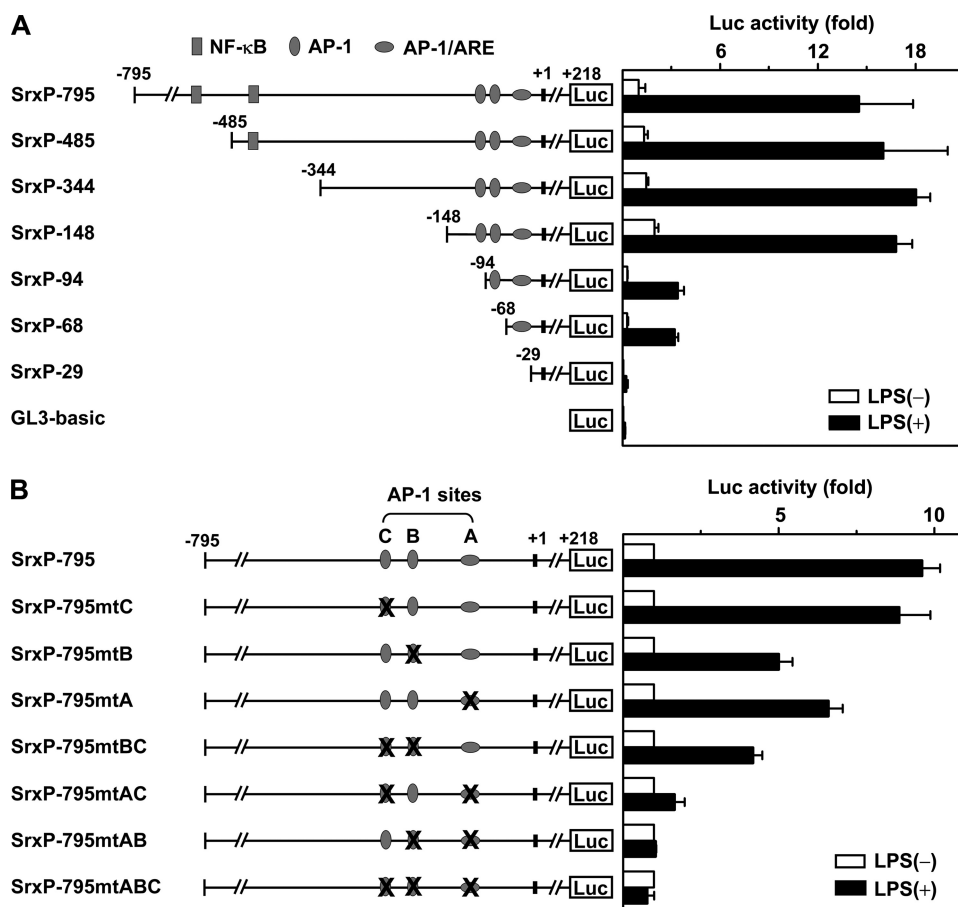 A
NF-κB AP-1 AP-1/ARE
Luc activity (fold)
6 12 18
SrxP-795 -795 +1 +218 Luc
SrxP-485 -485 Luc
SrxP-344 -344 Luc
SrxP-148 -148 Luc
SrxP-94 -94 Luc
SrxP-68 -68 Luc
SrxP-29 -29 Luc
GL3-basic Luc
LPS(−)
LPS(+)
B
AP-1 sites
Luc activity (fold)
5 10
SrxP-795 -795 C B A +1 +218 Luc
SrxP-795mtC X Luc
SrxP-795mtB X Luc
SrxP-795mtA X Luc
SrxP-795mtBC X X Luc
SrxP-795mtAC X X Luc
SrxP-795mtAB X X Luc
SrxP-795mtABC X X X Luc
LPS(−)
LPS(+)